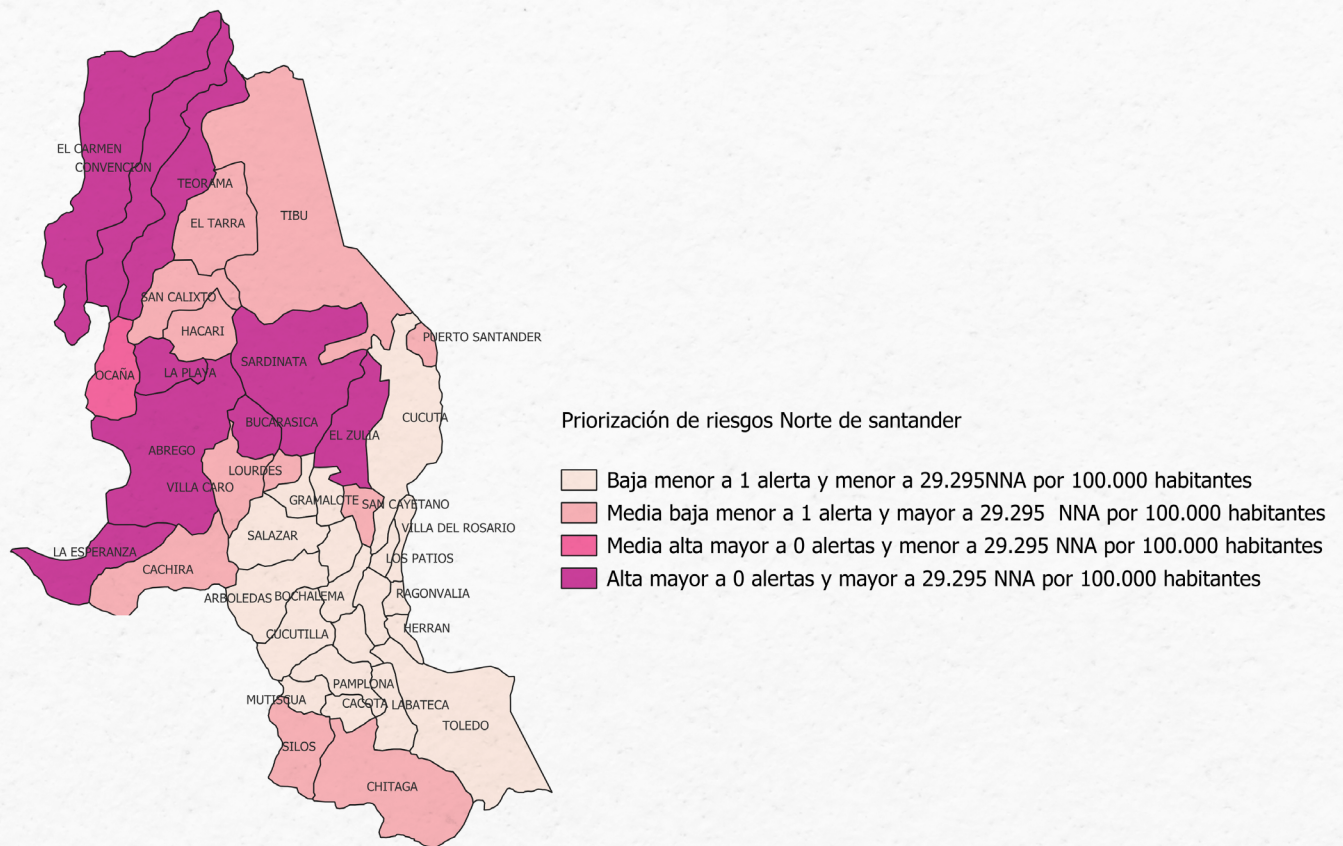 EL CARMEN
CONVENCIÓN
TEORAMA
EL TARRA
TIBU
SAN CALIXTO
HACARI
PUERTO SANTANDER
OCAÑA
LA PLAYA
SARDINATA
CUCUTA
BUCARASICA
EL ZULIA
ABREGO
LOURDES
VILLA CARO
GRAMALOTE
SAN CAYETANO
VILLA DEL ROSARIO
SALAZAR
LA ESPERANZA
LOS PATIOS
CACHIRA
ARBOLEDAS
BOCHALEMA
RAGONVALIA
CUCUTILLA
HERRAN
PAMPLONA
MUTISCUA
CACOTA
LABATECA
TOLEDO
SILOS
CHITAGA
Priorización de riesgos Norte de santander
Baja menor a 1 alerta y menor a 29.295NNA por 100.000 habitantes
Media baja menor a 1 alerta y mayor a 29.295 NNA por 100.000 habitantes
Media alta mayor a 0 alertas y menor a 29.295 NNA por 100.000 habitantes
Alta mayor a 0 alertas y mayor a 29.295 NNA por 100.000 habitantes